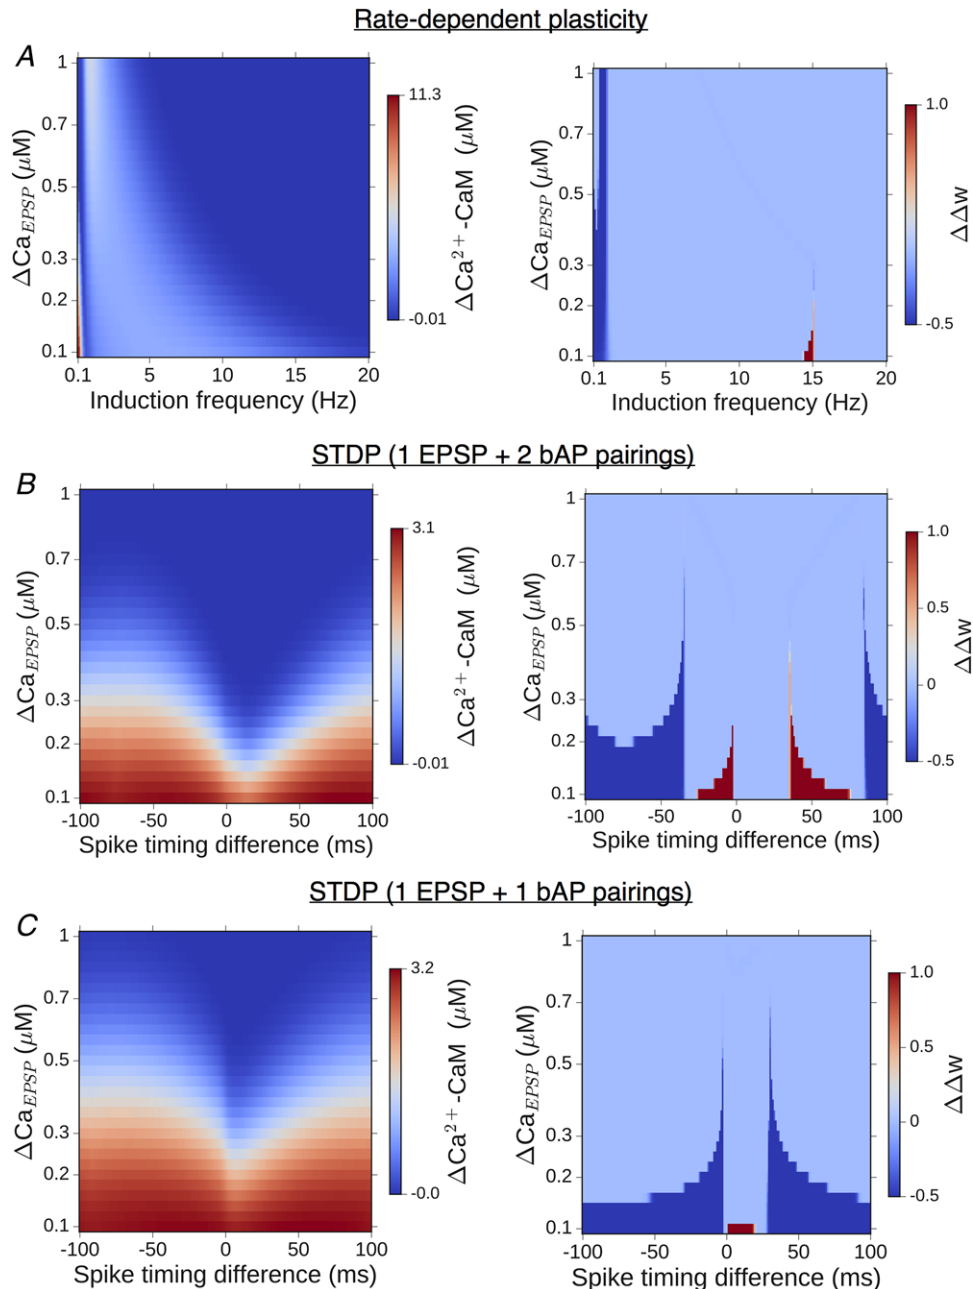 Rate-dependent plasticity
A
1
0.7
0.5
0.3
0.2
0.1
ΔCa_EPSP (μM)
0.1 5 10 15 20
Induction frequency (Hz)
11.3
-0.01
ΔCa²⁺-CaM (μM)
1
0.7
0.5
0.3
0.2
0.1
ΔCa_EPSP (μM)
0.1 5 10 15 20
Induction frequency (Hz)
1.0
0.5
0
-0.5
ΔΔw
STDP (1 EPSP + 2 bAP pairings)
B
1
0.7
0.5
0.3
0.2
0.1
ΔCa_EPSP (μM)
-100 -50 0 50 100
Spike timing difference (ms)
3.1
-0.01
ΔCa²⁺-CaM (μM)
1
0.7
0.5
0.3
0.2
0.1
ΔCa_EPSP (μM)
-100 -50 0 50 100
Spike timing difference (ms)
1.0
0.5
0
-0.5
ΔΔw
STDP (1 EPSP + 1 bAP pairings)
C
1
0.7
0.5
0.3
0.2
0.1
ΔCa_EPSP (μM)
-100 -50 0 50 100
Spike timing difference (ms)
3.2
-0.0
ΔCa²⁺-CaM (μM)
1
0.7
0.5
0.3
0.2
0.1
ΔCa_EPSP (μM)
-100 -50 0 50 100
Spike timing difference (ms)
1.0
0.5
0
-0.5
ΔΔw